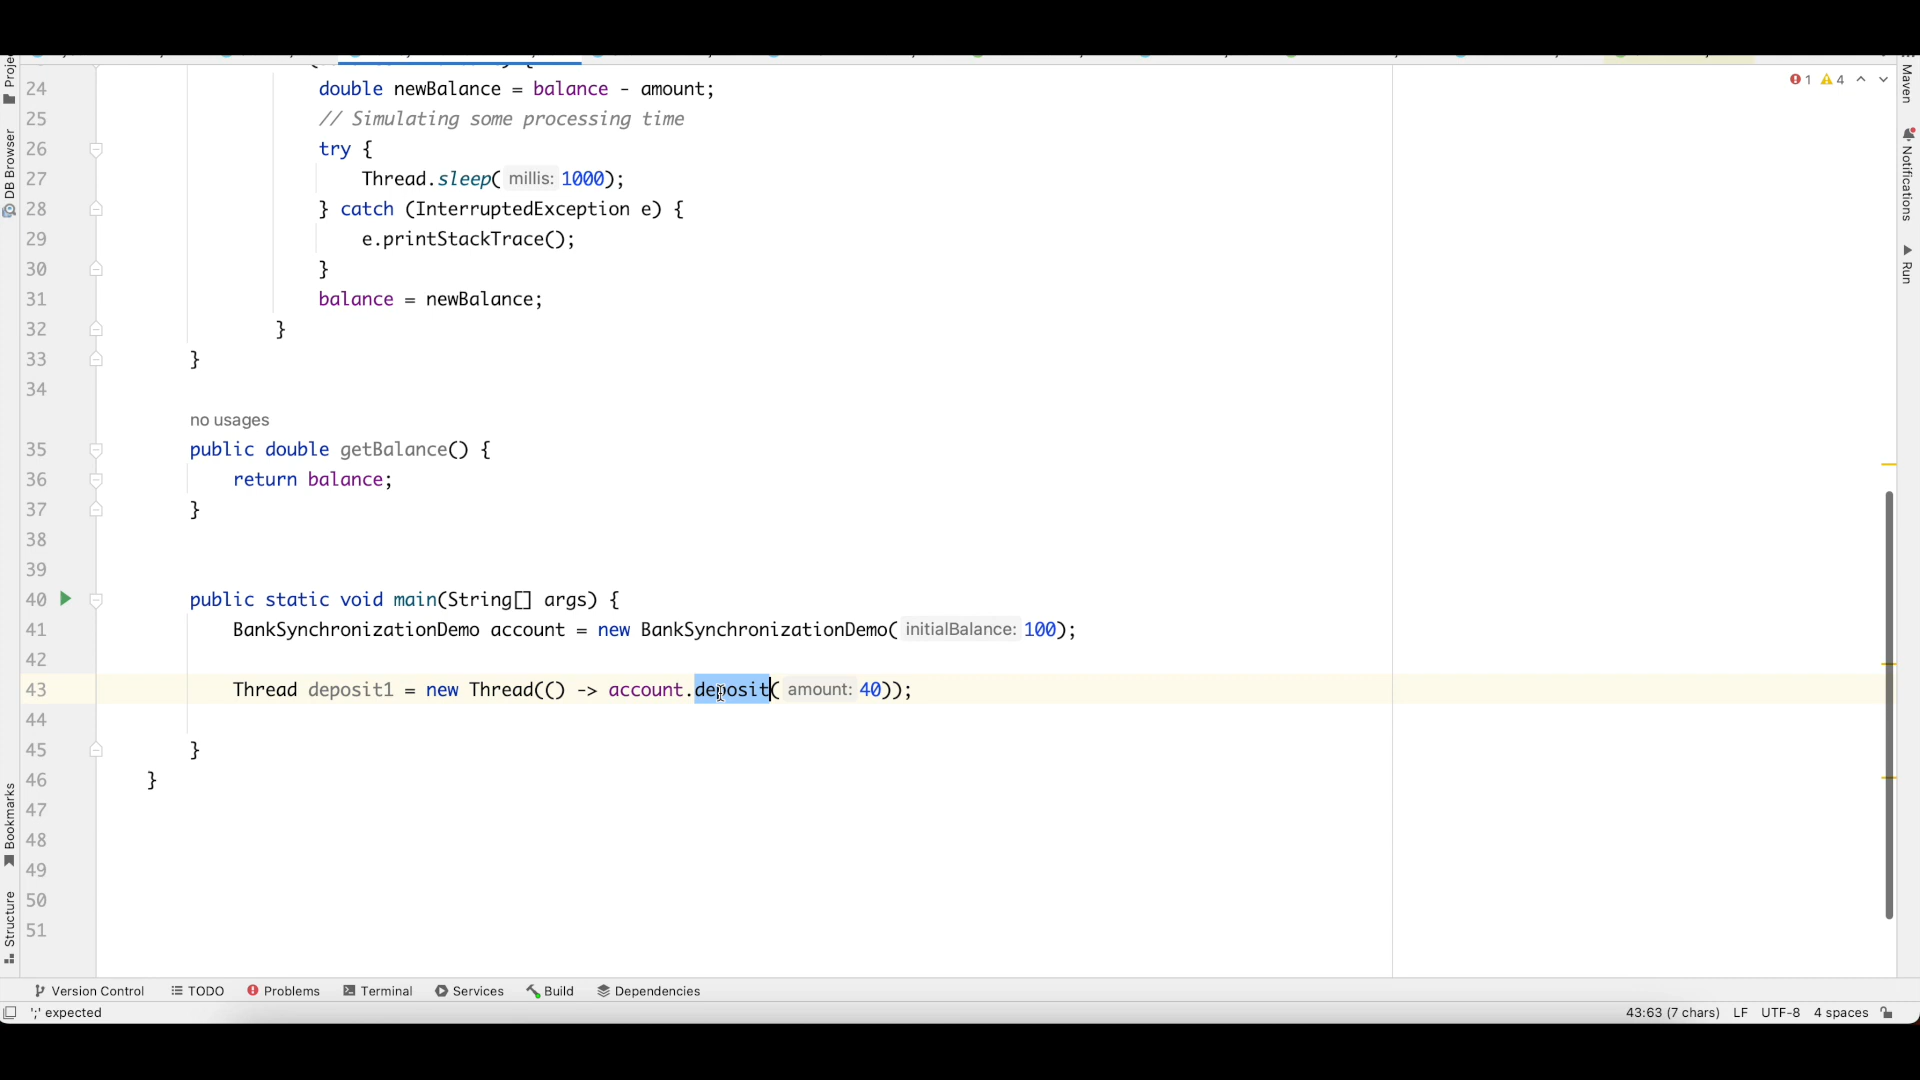 24 double newBalance = balance - amount;
25 // Simulating some processing time
26 try {
27 Thread.sleep( millis: 1000);
28 } catch (InterruptedException e) {
29 e.printStackTrace();
30 }
31 balance = newBalance;
32 }
33 }
34
no usages
35 public double getBalance() {
36 return balance;
37 }
38
39
40 public static void main(String[] args) {
41 BankSynchronizationDemo account = new BankSynchronizationDemo( initialBalance: 100);
42
43 Thread deposit1 = new Thread(() -> account.deposit( amount: 40));
44
45 }
46 }
47
48
49
50
51
1 4
DB Browser
Bookmarks
Structure
Maven
Notifications
Run
Version Control TODO Problems Terminal Services Build Dependencies
';' expected 43:63 (7 chars) LF UTF-8 4 spaces